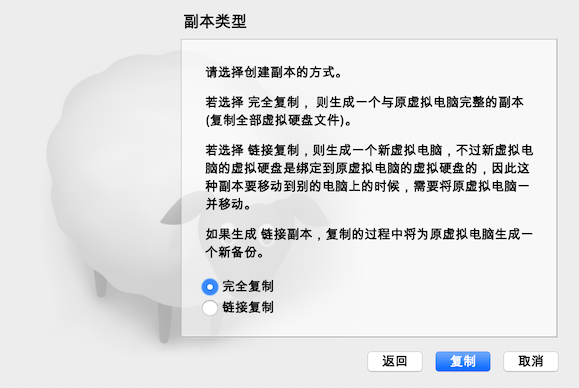 副本类型
请选择创建副本的方式。
若选择 完全复制， 则生成一个与原虚拟电脑完整的副本
(复制全部虚拟硬盘文件)。
若选择 链接复制，则生成一个新虚拟电脑，不过新虚拟电
脑的虚拟硬盘是绑定到原虚拟电脑的虚拟硬盘的，因此这
种副本要移动到别的电脑上的时候，需要将原虚拟电脑一
并移动。
如果生成 链接副本，复制的过程中将为原虚拟电脑生成一
个新备份。
完全复制
链接复制
返回 复制 取消